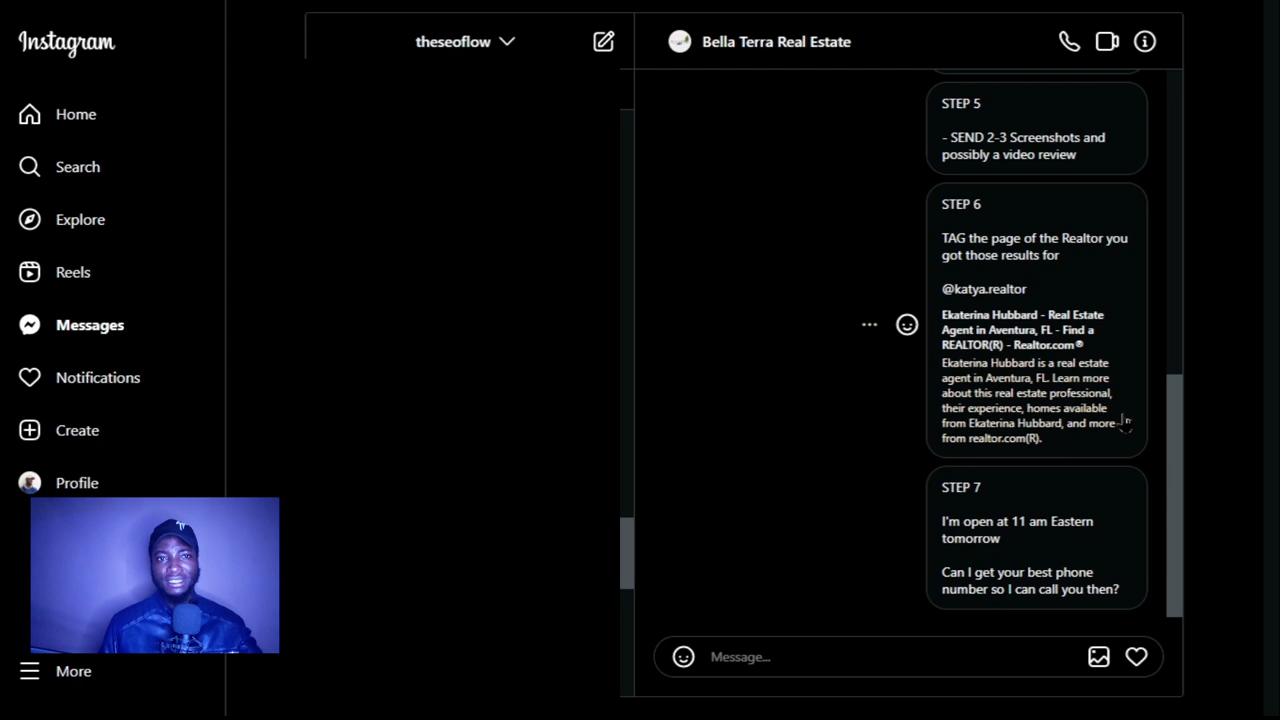 Instagram
theseoflow
Bella Terra Real Estate
Home
Search
Explore
Reels
Messages
Notifications
Create
Profile
More
STEP 5
- SEND 2-3 Screenshots and
possibly a video review
STEP 6
TAG the page of the Realtor you
got those results for
@katya.realtor
Ekaterina Hubbard - Real Estate
Agent in Aventura, FL - Find a
REALTOR(R) - Realtor.com®
Ekaterina Hubbard is a real estate
agent in Aventura, FL. Learn more
about this real estate professional,
their experience, homes available
from Ekaterina Hubbard, and more
from realtor.com(R).
STEP 7
I'm open at 11 am Eastern
tomorrow
Can I get your best phone
number so I can call you then?
Message...